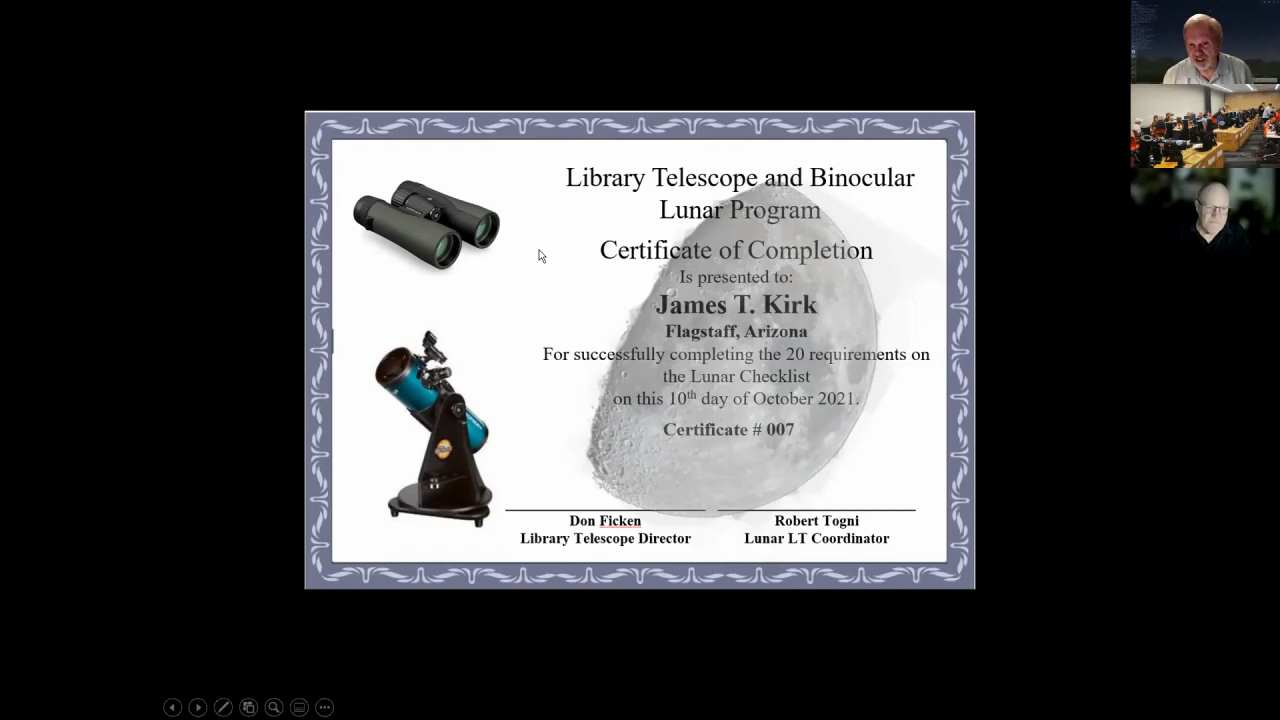 Library Telescope and Binocular
Lunar Program
Certificate of Completion
Is presented to:
James T. Kirk
Flagstaff, Arizona
For successfully completing the 20 requirements on
the Lunar Checklist
on this 10th day of October 2021.
Certificate # 007
Don Ficken
Library Telescope Director
Robert Togni
Lunar LT Coordinator